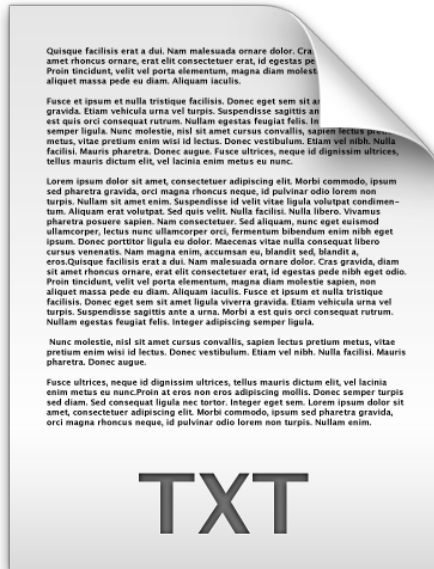 Quisque facilisis erat a dui. Nam malesuada ornare dolor. Cra
amet rhoncus ornare, erat elit consectetuer erat, id egestas pe
Proin tincidunt, velit vel porta elementum, magna diam molest
aliquet massa pede eu diam. Aliquam iaculis.
Fusce et ipsum et nulla tristique facilisis. Donec eget sem sit a
gravida. Etiam vehicula urna vel turpis. Suspendisse sagittis an
est quis orci consequat rutrum. Nullam egestas feugiat felis. In
semper ligula. Nunc molestie, nisl sit amet cursus convallis, sapien lectus pretium
metus, vitae pretium enim wisi id lectus. Donec vestibulum. Etiam vel nibh. Nulla
facilisi. Mauris pharetra. Donec augue. Fusce ultrices, neque id dignissim ultrices,
tellus mauris dictum elit, vel lacinia enim metus eu nunc.
Lorem ipsum dolor sit amet, consectetuer adipiscing elit. Morbi commodo, ipsum
sed pharetra gravida, orci magna rhoncus neque, id pulvinar odio lorem non
turpis. Nullam sit amet enim. Suspendisse id velit vitae ligula volutpat condimen-
tum. Aliquam erat volutpat. Sed quis velit. Nulla facilisi. Nulla libero. Vivamus
pharetra posuere sapien. Nam consectetuer. Sed aliquam, nunc eget euismod
ullamcorper, lectus nunc ullamcorper orci, fermentum bibendum enim nibh eget
ipsum. Donec porttitor ligula eu dolor. Maecenas vitae nulla consequat libero
cursus venenatis. Nam magna enim, accumsan eu, blandit sed, blandit a,
eros.Quisque facilisis erat a dui. Nam malesuada ornare dolor. Cras gravida, diam
sit amet rhoncus ornare, erat elit consectetuer erat, id egestas pede nibh eget odio.
Proin tincidunt, velit vel porta elementum, magna diam molestie sapien, non
aliquet massa pede eu diam. Aliquam iaculis. Fusce et ipsum et nulla tristique
facilisis. Donec eget sem sit amet ligula viverra gravida. Etiam vehicula urna vel
turpis. Suspendisse sagittis ante a urna. Morbi a est quis orci consequat rutrum.
Nullam egestas feugiat felis. Integer adipiscing semper ligula.
Nunc molestie, nisl sit amet cursus convallis, sapien lectus pretium metus, vitae
pretium enim wisi id lectus. Donec vestibulum. Etiam vel nibh. Nulla facilisi. Mauris
pharetra. Donec augue.
Fusce ultrices, neque id dignissim ultrices, tellus mauris dictum elit, vel lacinia
enim metus eu nunc.Proin at eros non eros adipiscing mollis. Donec semper turpis
sed diam. Sed consequat ligula nec tortor. Integer eget sem. Lorem ipsum dolor sit
amet, consectetuer adipiscing elit. Morbi commodo, ipsum sed pharetra gravida,
orci magna rhoncus neque, id pulvinar odio lorem non turpis. Nullam enim.
TXT